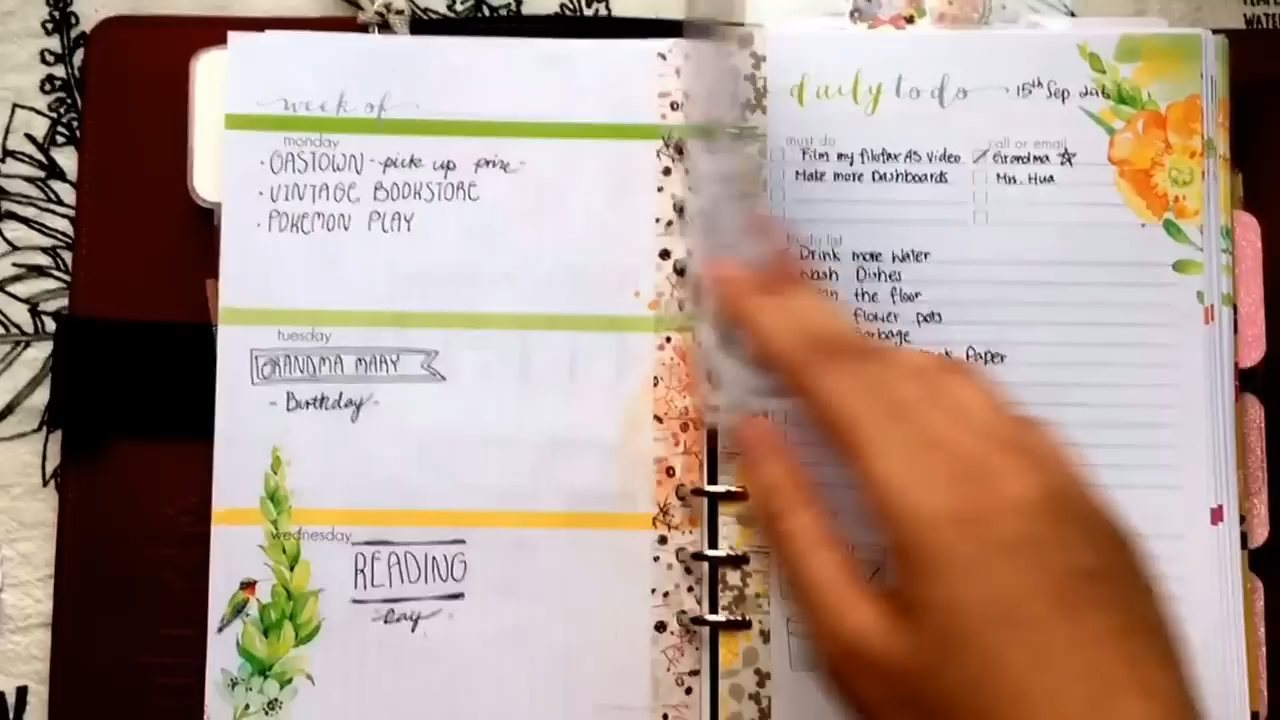 week of
monday
· GASTOWN - pick up prize -
· VINTAGE BOOKSTORE
· POKEMON PLAY
tuesday
GRANDMA MARY
- Birthday -
wednesday
READING
- Day -
daily to do 15th Sep
must do
Film my filofax A5 Video
Make more Dashboards
call or email
Grandma
Mrs. Hua
list
Drink more Water
Wash Dishes
the floor
flower pots
Paper
WATER